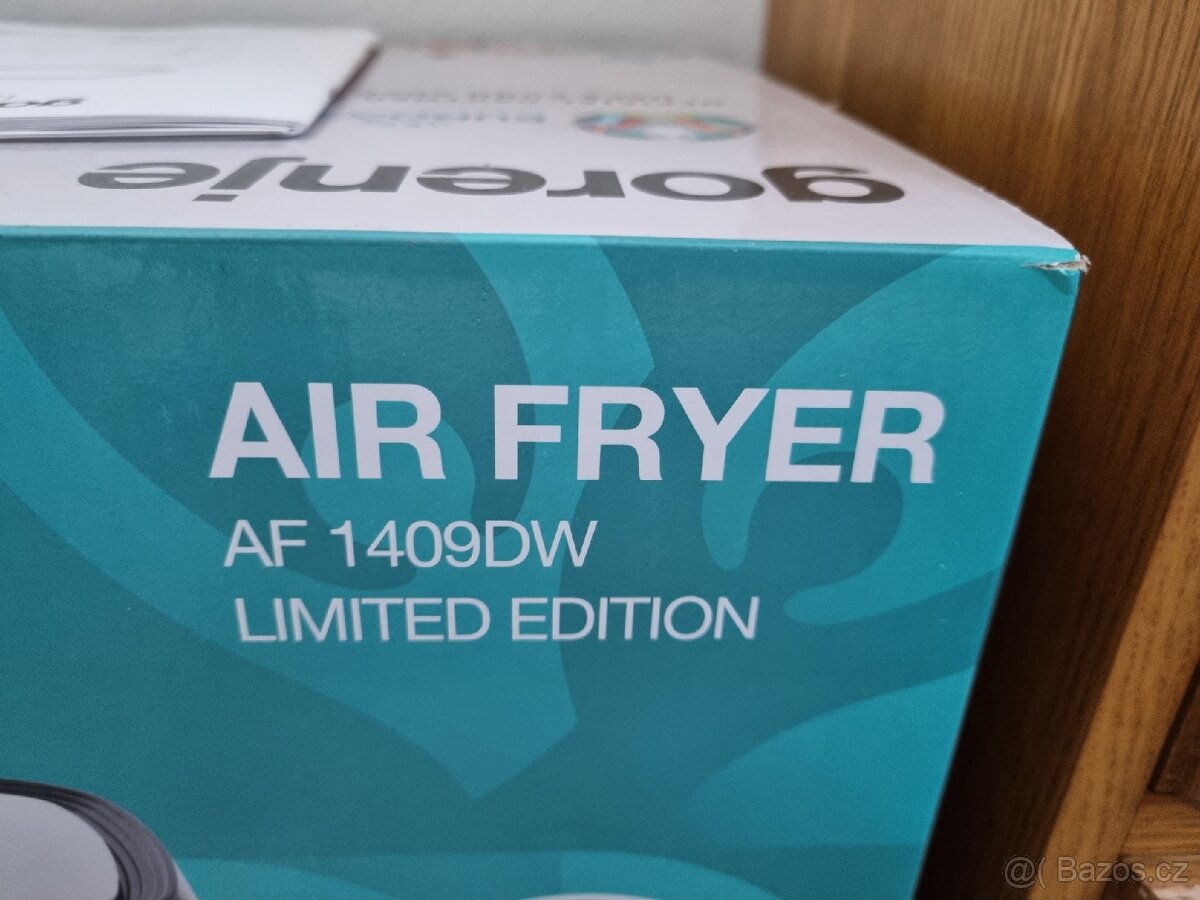 gorenje
AIR FRYER
AF 1409DW
LIMITED EDITION
@( Bazos.cz